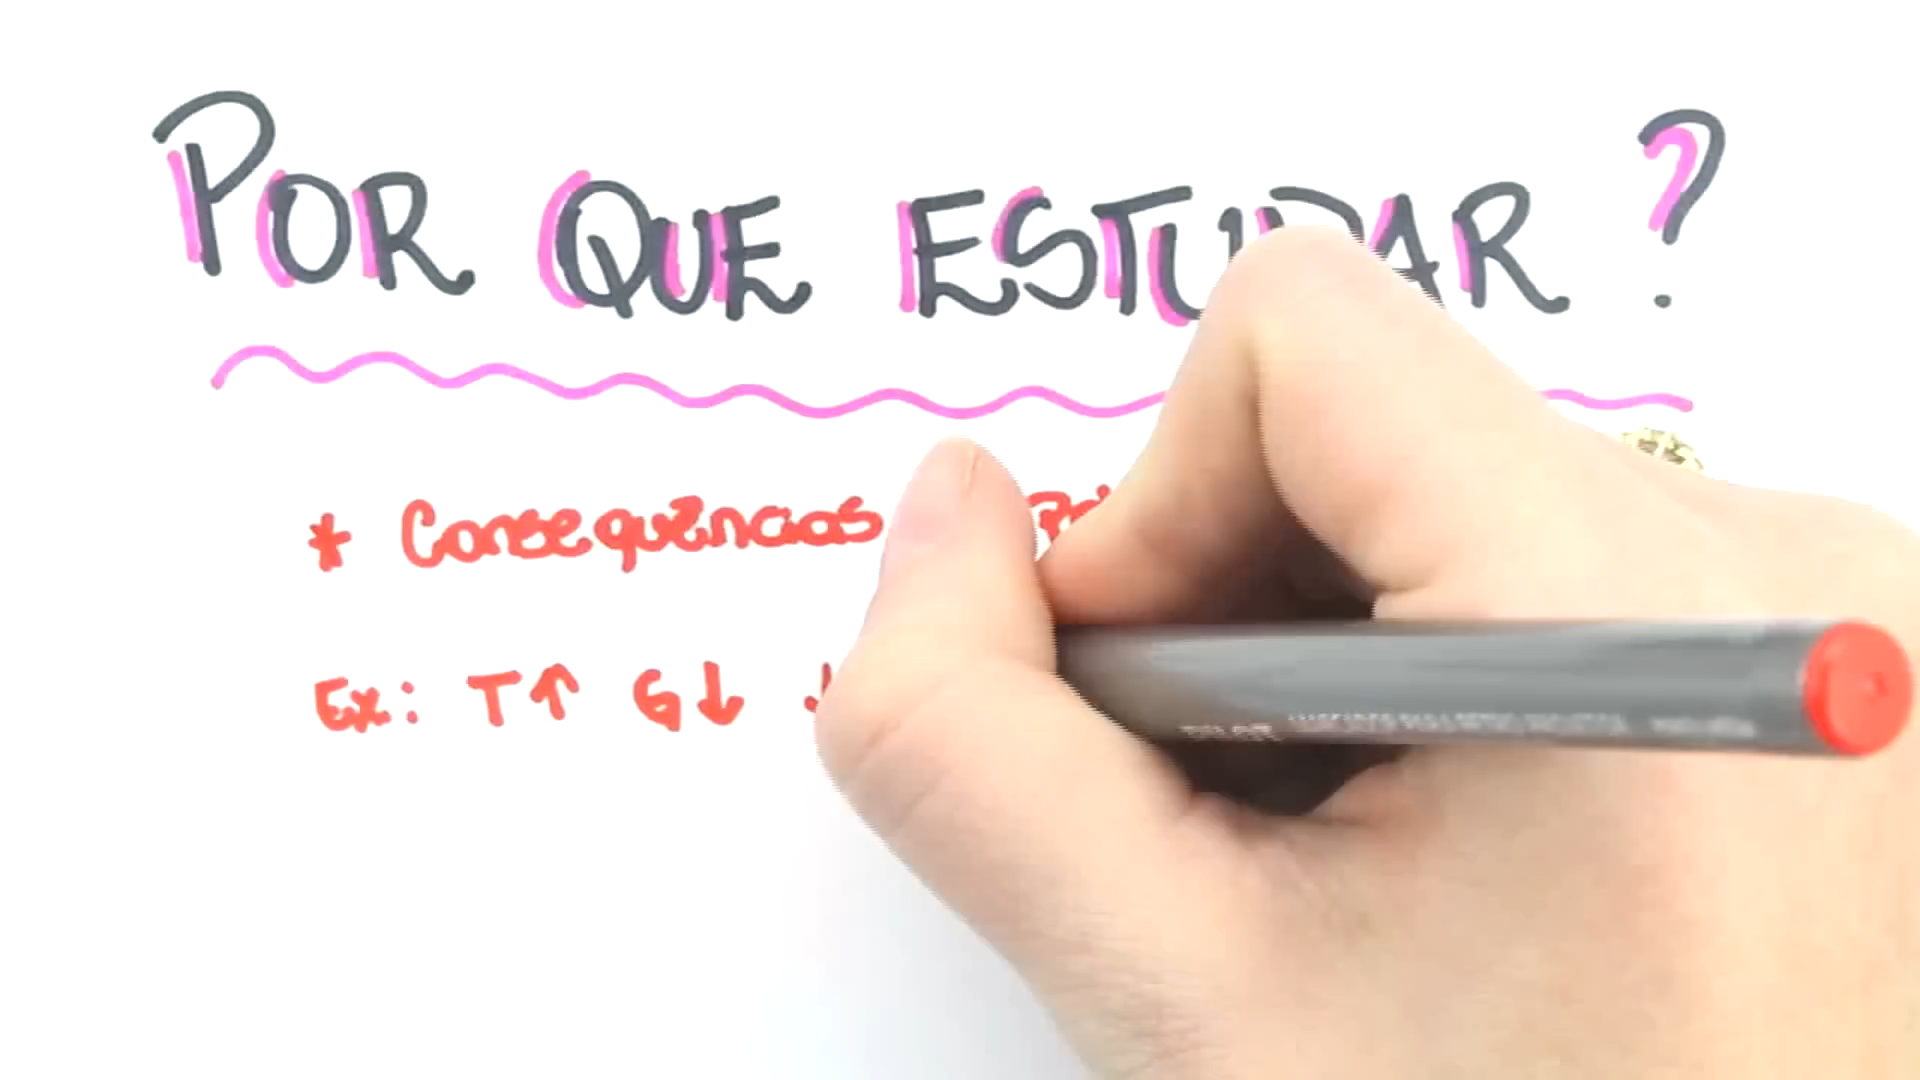 POR QUE ESTUDAR ?
* Consequências
Ex: T↑ G↓